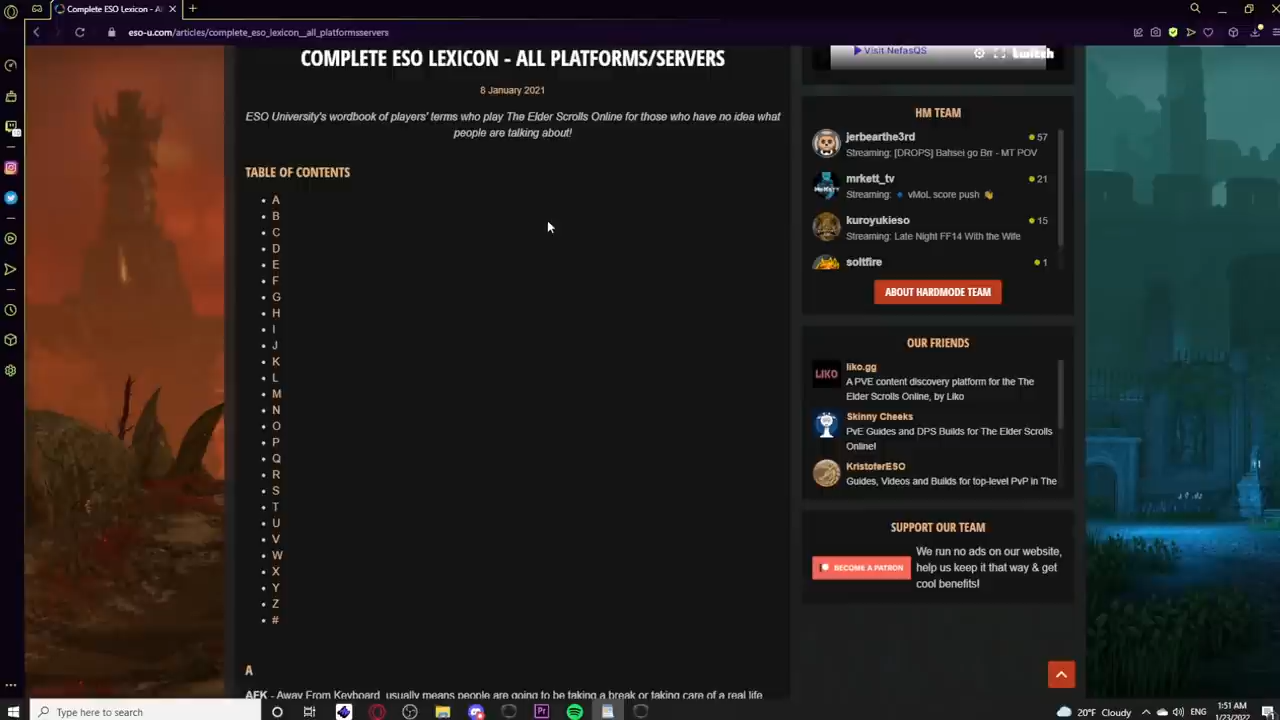 Complete ESO Lexicon - All
eso-u.com/articles/complete_eso_lexicon__all_platformsservers
COMPLETE ESO LEXICON - ALL PLATFORMS/SERVERS
8 January 2021
ESO University's wordbook of players' terms who play The Elder Scrolls Online for those who have no idea what
people are talking about!
TABLE OF CONTENTS
A
B
C
D
E
F
G
H
I
J
K
L
M
N
O
P
Q
R
S
T
U
V
W
X
Y
Z
#
A
AFK - Away From Keyboard, usually means people are going to be taking a break or taking care of a real life
Visit NefasQS
twitch
HM TEAM
jerbearthe3rd
57
Streaming: [DROPS] Bahsei go Brr - MT POV
mrkett_tv
21
Streaming: vMoL score push
kuroyukieso
15
Streaming: Late Night FF14 With the Wife
soltfire
1
ABOUT HARDMODE TEAM
OUR FRIENDS
LIKO
liko.gg
A PVE content discovery platform for the The
Elder Scrolls Online, by Liko
Skinny Cheeks
PvE Guides and DPS Builds for The Elder Scrolls
Online!
KristoferESO
Guides, Videos and Builds for top-level PvP in The
SUPPORT OUR TEAM
BECOME A PATRON
We run no ads on our website,
help us keep it that way & get
cool benefits!
Type here to search
Pr
20°F Cloudy
ENG
1:51 AM
1/23/2022